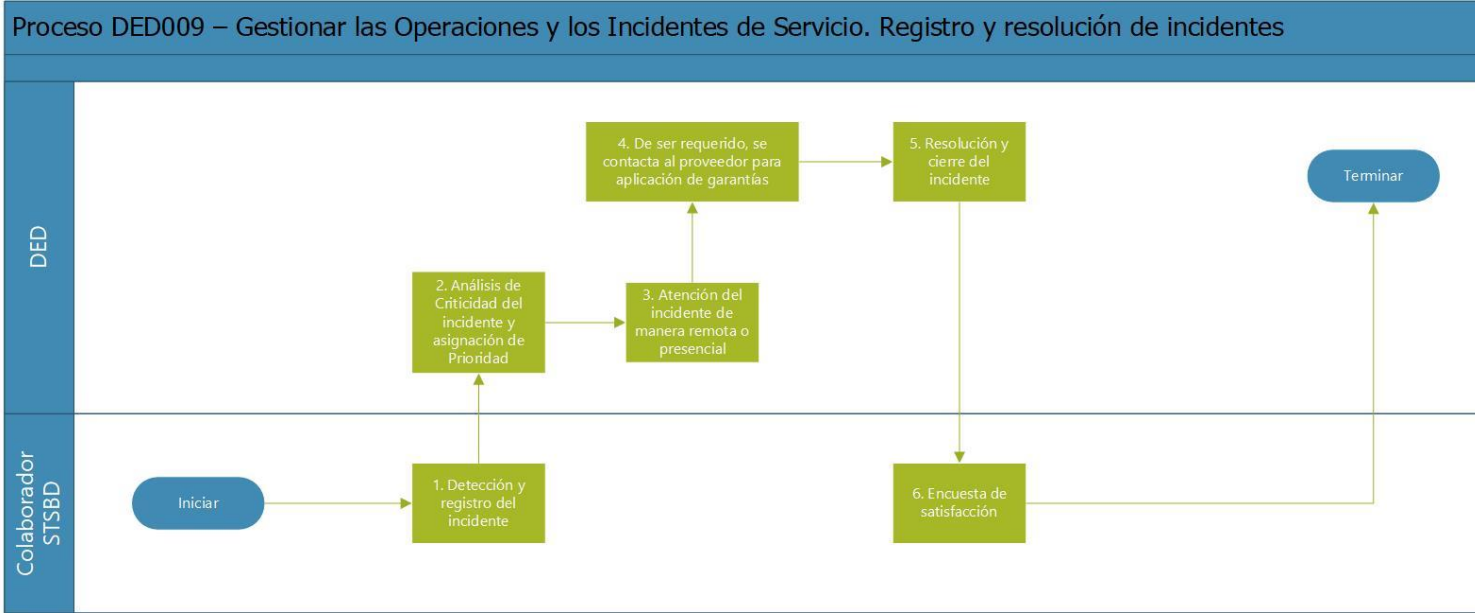 Proceso DED009 – Gestionar las Operaciones y los Incidentes de Servicio. Registro y resolución de incidentes
DED
4. De ser requerido, se
contacta al proveedor para
aplicación de garantías
5. Resolución y
cierre del
incidente
Terminar
2. Análisis de
Criticidad del
incidente y
asignación de
Prioridad
3. Atención del
incidente de
manera remota o
presencial
Colaborador
STSBD
Iniciar
1. Detección y
registro del
incidente
6. Encuesta de
satisfacción